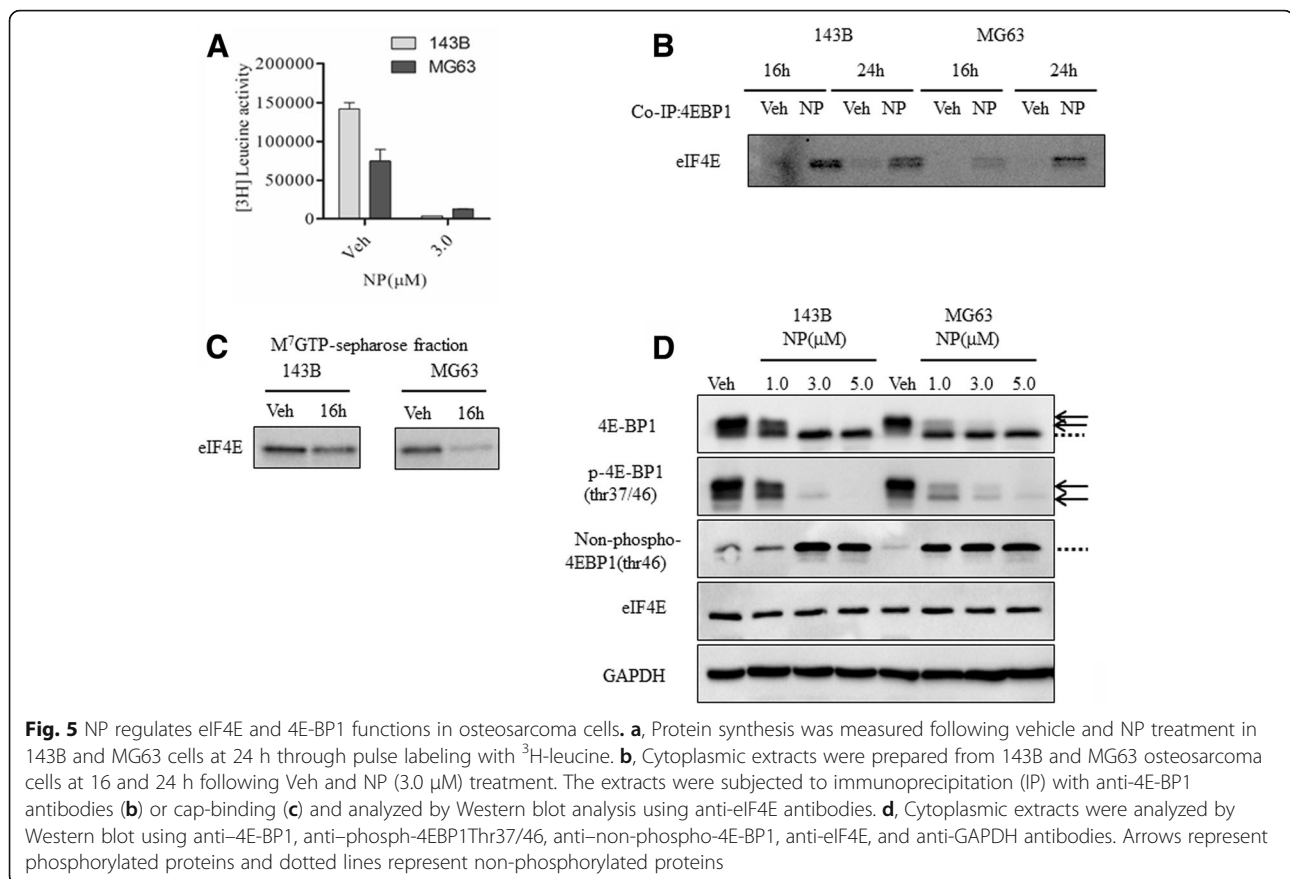 A
143B
MG63
200000
150000
100000
50000
0
[3H]Leucine activity
Veh
3.0
NP(μM)
B
143B MG63
16h 24h 16h 24h
Veh NP Veh NP Veh NP Veh NP
Co-IP:4EBP1
eIF4E
C
M⁷GTP-sepharose fraction
143B MG63
Veh 16h Veh 16h
eIF4E
D
143B MG63
NP(μM) NP(μM)
Veh 1.0 3.0 5.0 Veh 1.0 3.0 5.0
4E-BP1
p-4E-BP1
(thr37/46)
Non-phospho-
4EBP1(thr46)
eIF4E
GAPDH
Fig. 5 NP regulates eIF4E and 4E-BP1 functions in osteosarcoma cells. a, Protein synthesis was measured following vehicle and NP treatment in
143B and MG63 cells at 24 h through pulse labeling with ³H-leucine. b, Cytoplasmic extracts were prepared from 143B and MG63 osteosarcoma
cells at 16 and 24 h following Veh and NP (3.0 μM) treatment. The extracts were subjected to immunoprecipitation (IP) with anti-4E-BP1
antibodies (b) or cap-binding (c) and analyzed by Western blot analysis using anti-eIF4E antibodies. d, Cytoplasmic extracts were analyzed by
Western blot using anti–4E-BP1, anti–phosph-4EBP1Thr37/46, anti–non-phospho-4E-BP1, anti-eIF4E, and anti-GAPDH antibodies. Arrows represent
phosphorylated proteins and dotted lines represent non-phosphorylated proteins